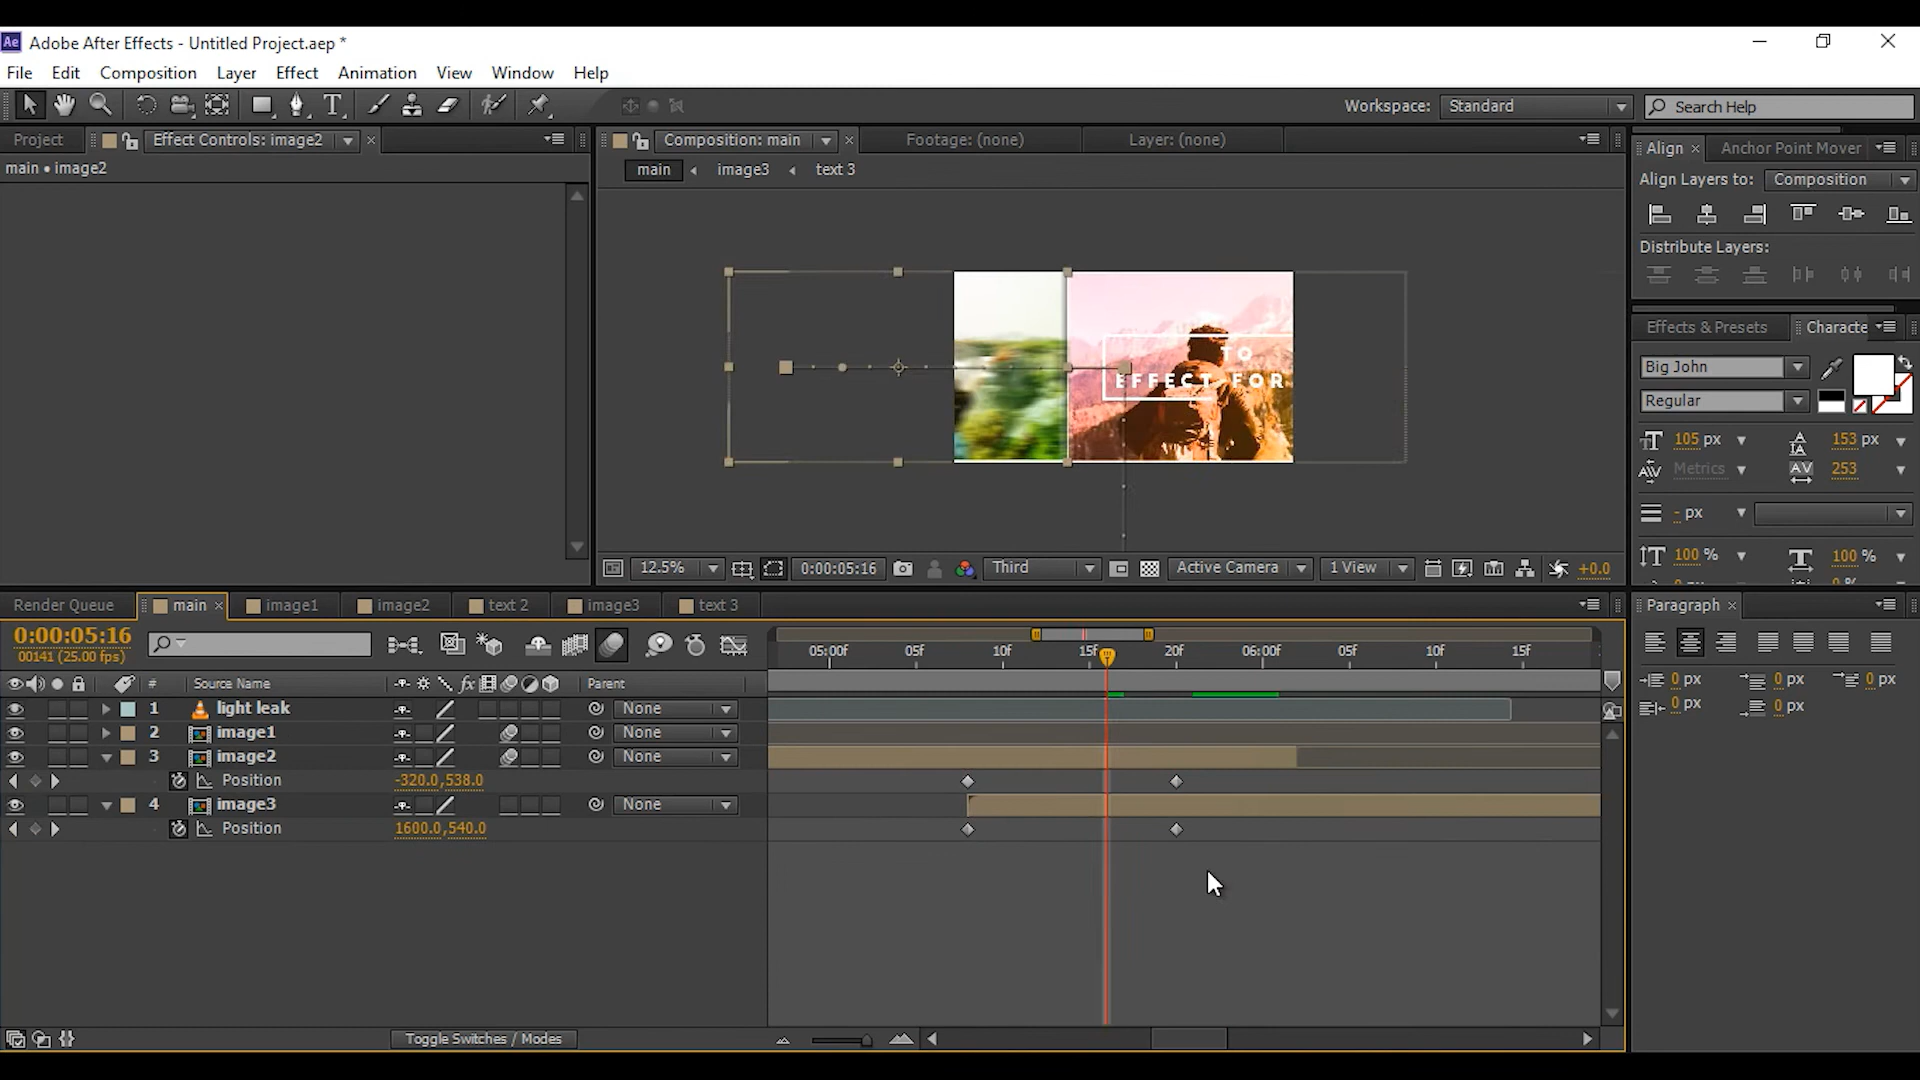 Ae Adobe After Effects - Untitled Project.aep *
File Edit Composition Layer Effect Animation View Window Help
Workspace: Standard Search Help
Project Effect Controls: image2
main • image2
Composition: main Footage: (none) Layer: (none)
main image3 text 3
TO
EFFECT FOR
12.5% 0:00:05:16 Third Active Camera 1 View +0.0
Align Anchor Point Mover
Align Layers to: Composition
Distribute Layers:
Effects & Presets Characte
Big John
Regular
105 px 153 px
Metrics 253
- px
100 % 100 %
Render Queue main image1 image2 text 2 image3 text 3
0:00:05:16
00141 (25.00 fps)
05:00f 05f 10f 15f 20f 06:00f 05f 10f 15f
# Source Name fx Parent
1 light leak None
2 image1 None
3 image2 None
Position -320.0,538.0
4 image3 None
Position 1600.0,540.0
Toggle Switches / Modes
Paragraph
0 px 0 px 0 px
0 px 0 px